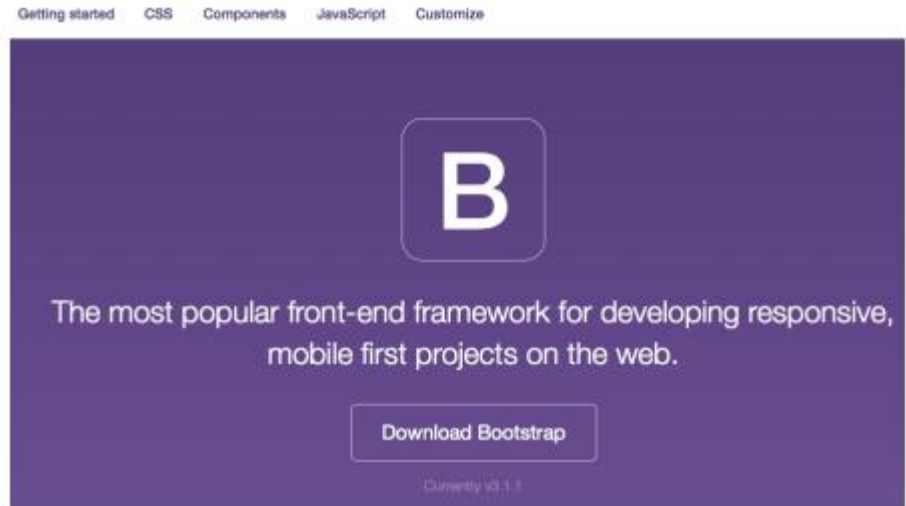 Getting started CSS Components JavaScript Customize
B
The most popular front-end framework for developing responsive,
mobile first projects on the web.
Download Bootstrap
Currently v3.1.1